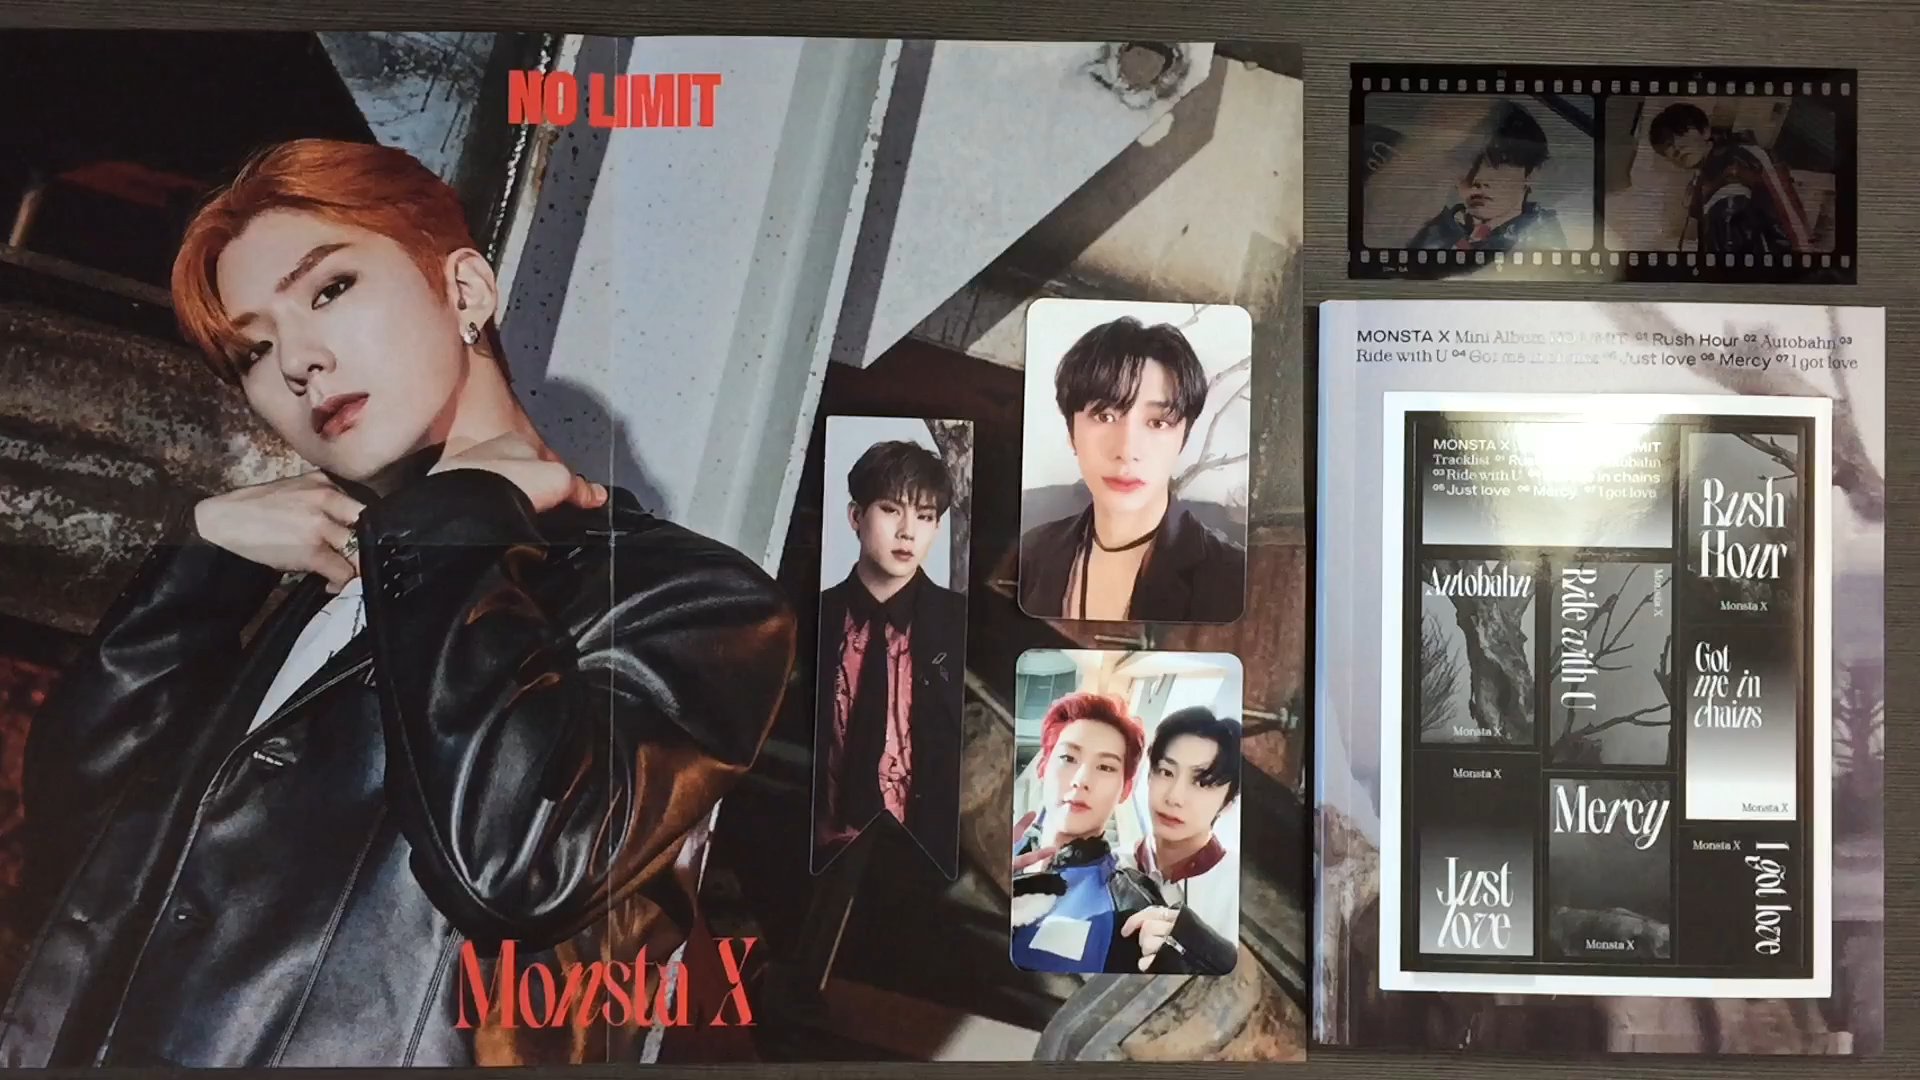 NO LIMIT
Monsta X
MONSTA X Mini Album NO LIMIT 01 Rush Hour 02 Autobahn 03
Ride with U 04 Got me in chains 05 Just love 06 Mercy 07 I got love
MONSTA X LIMIT
Tracklist 01 Autobahn
03 Ride with U in chains
05 Just love 06 Mercy 07 I got love
Rush
Hour
Monsta X
Autobahn
Monsta X
Ride with U
Monsta X
Got
me in
chains
Monsta X
Monsta X
Just
love
Mercy
Monsta X
Monsta X
I got love